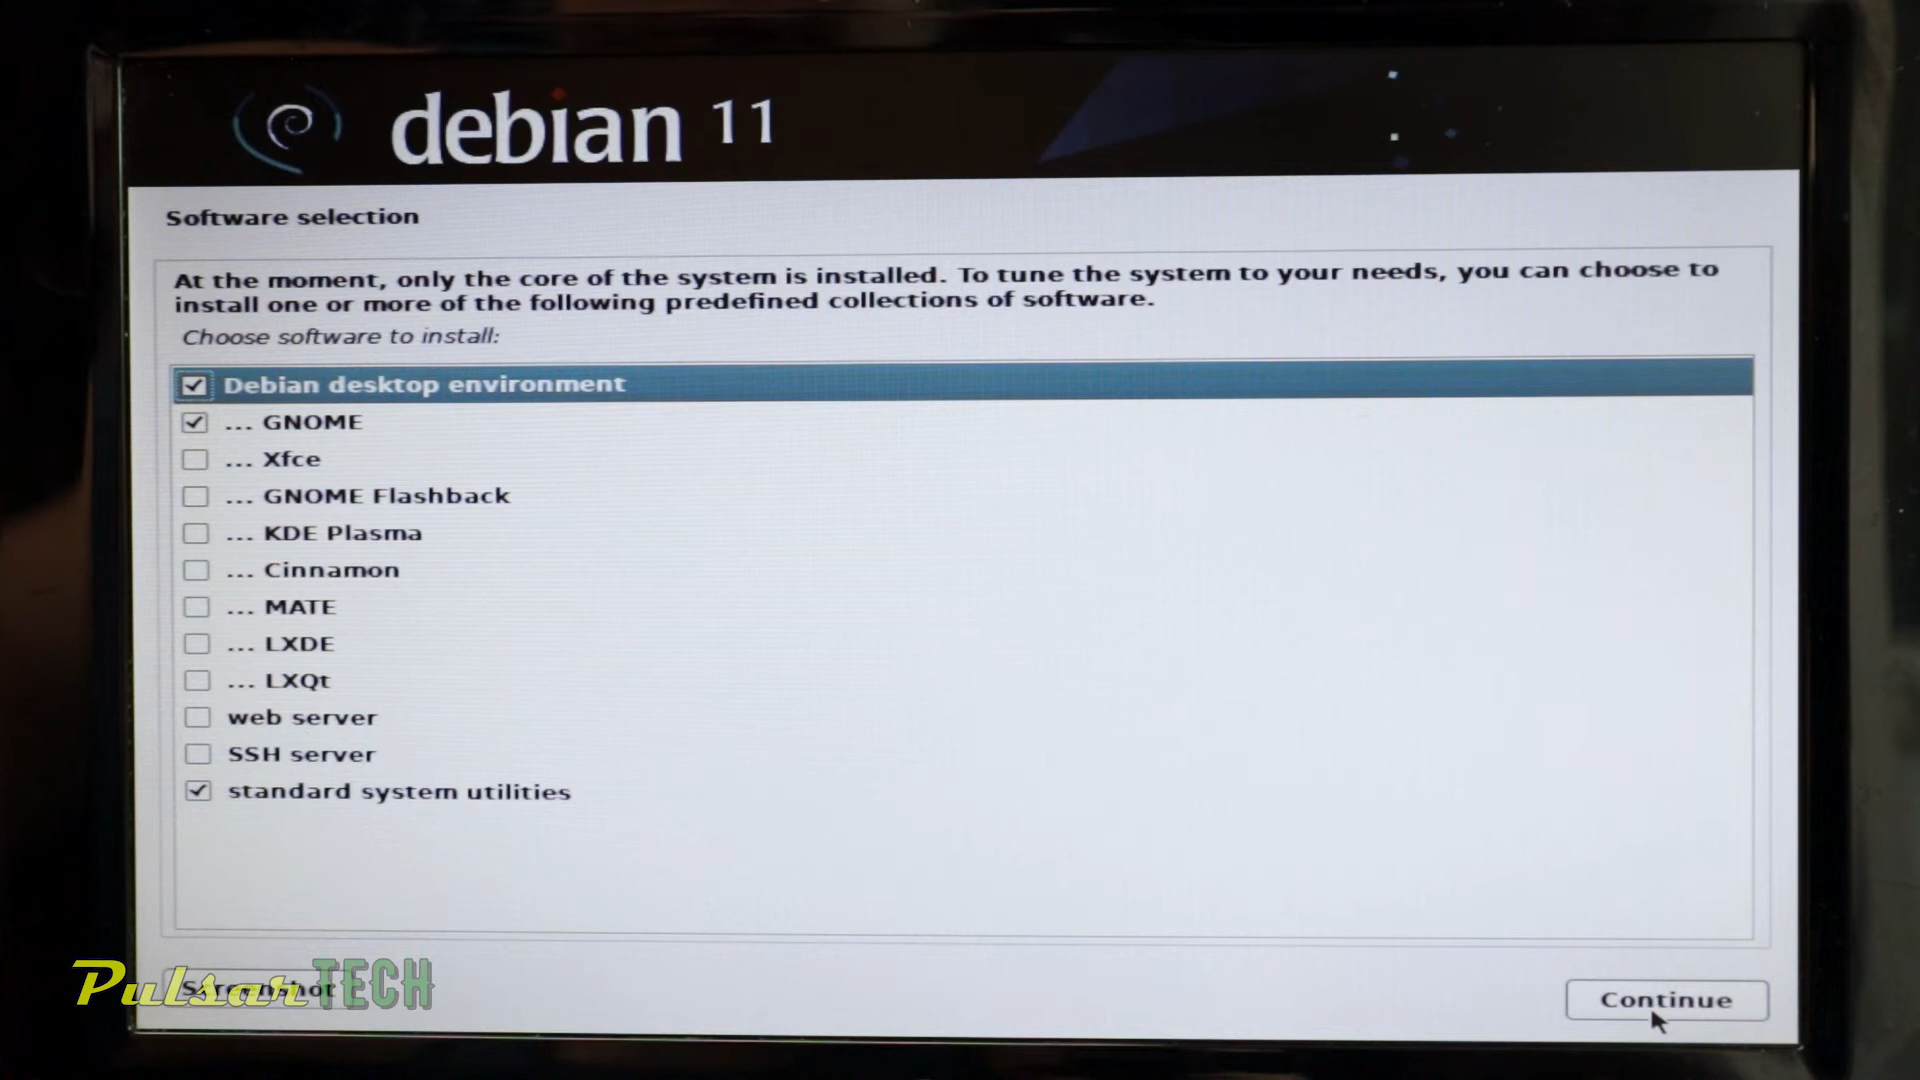 debian 11
Software selection
At the moment, only the core of the system is installed. To tune the system to your needs, you can choose to
install one or more of the following predefined collections of software.
Choose software to install:
Debian desktop environment
... GNOME
... Xfce
... GNOME Flashback
... KDE Plasma
... Cinnamon
... MATE
... LXDE
... LXQt
web server
SSH server
standard system utilities
Screenshot
PulsarTECH
Continue